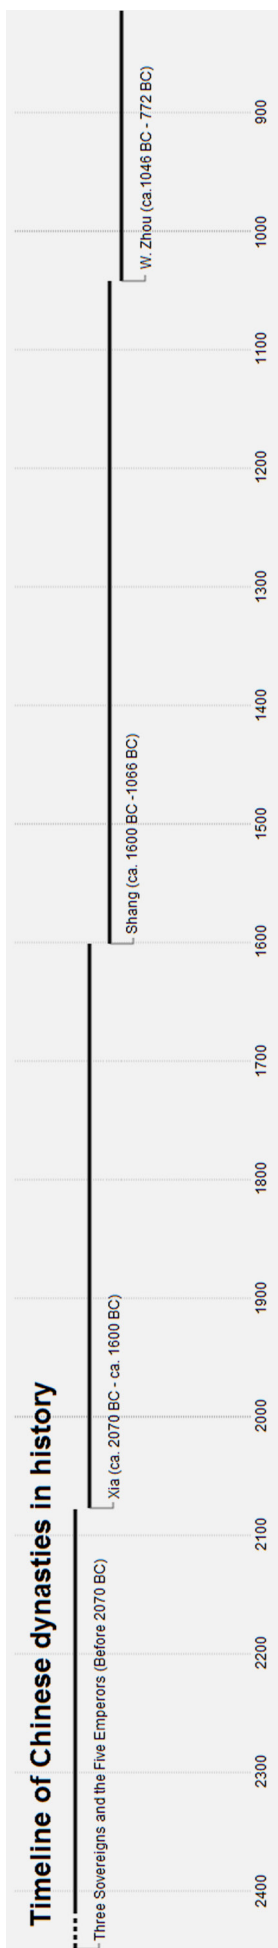 Timeline of Chinese dynasties in history
Three Sovereigns and the Five Emperors (Before 2070 BC)
Xia (ca. 2070 BC - ca. 1600 BC)
Shang (ca. 1600 BC -1066 BC)
W. Zhou (ca.1046 BC - 772 BC)
2400 2300 2200 2100 2000 1900 1800 1700 1600 1500 1400 1300 1200 1100 1000 900